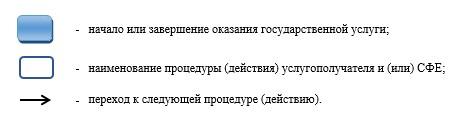 - начало или завершение оказания государственной услуги;
- наименование процедуры (действия) услугополучателя и (или) СФЕ;
- переход к следующей процедуре (действию).